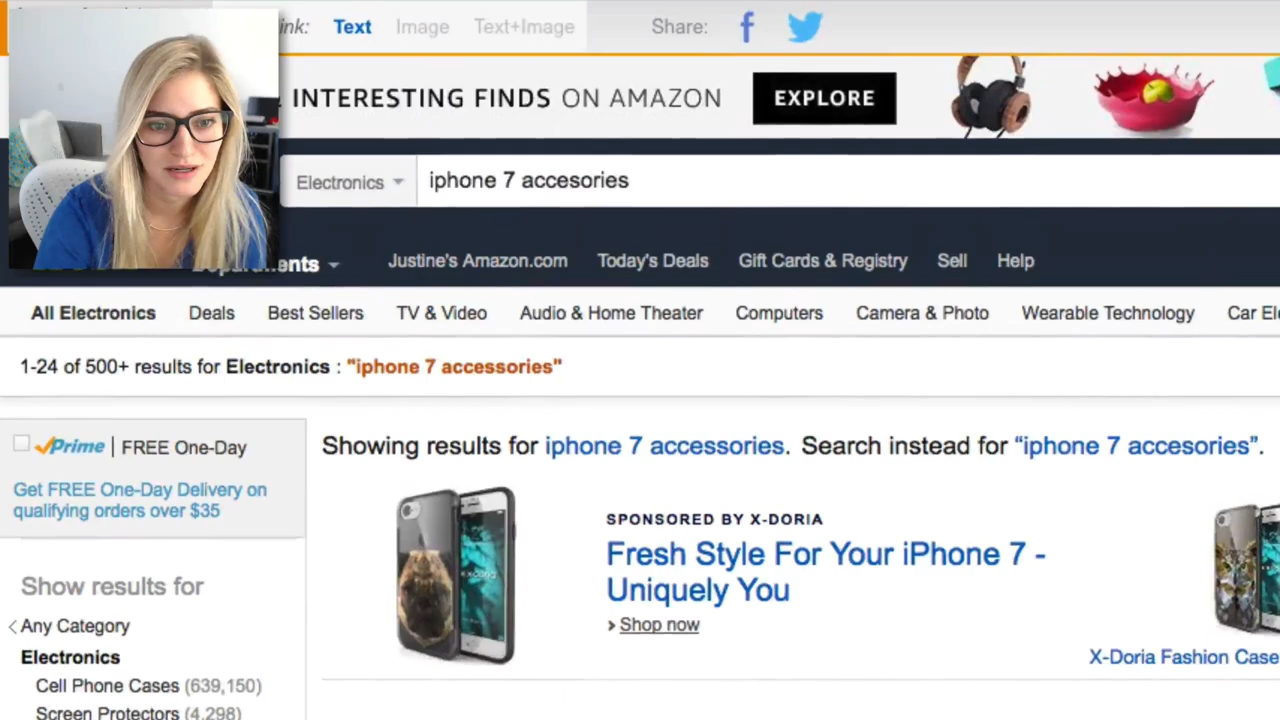 ink: Text Image Text+Image Share:
INTERESTING FINDS ON AMAZON EXPLORE
Electronics iphone 7 accesories
Justine's Amazon.com Today's Deals Gift Cards & Registry Sell Help
All Electronics Deals Best Sellers TV & Video Audio & Home Theater Computers Camera & Photo Wearable Technology Car
1-24 of 500+ results for Electronics : "iphone 7 accessories"
Prime | FREE One-Day
Get FREE One-Day Delivery on
qualifying orders over $35
Show results for
Any Category
Electronics
Cell Phone Cases (639,150)
Screen Protectors (4,298)
Showing results for iphone 7 accessories. Search instead for “iphone 7 accesories”.
SPONSORED BY X-DORIA
Fresh Style For Your iPhone 7 -
Uniquely You
Shop now
X-Doria Fashion Case